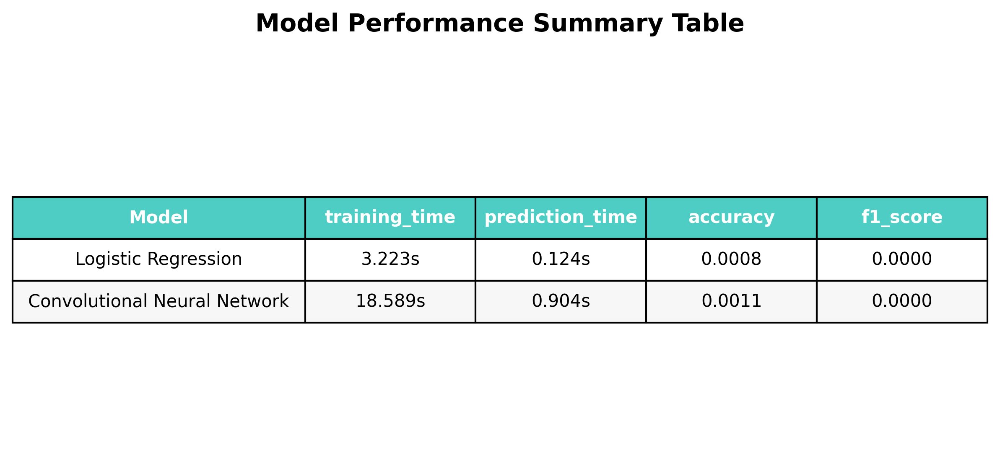 Model Performance Summary Table
Model training_time prediction_time accuracy f1_score
Logistic Regression 3.223s 0.124s 0.0008 0.0000
Convolutional Neural Network 18.589s 0.904s 0.0011 0.0000